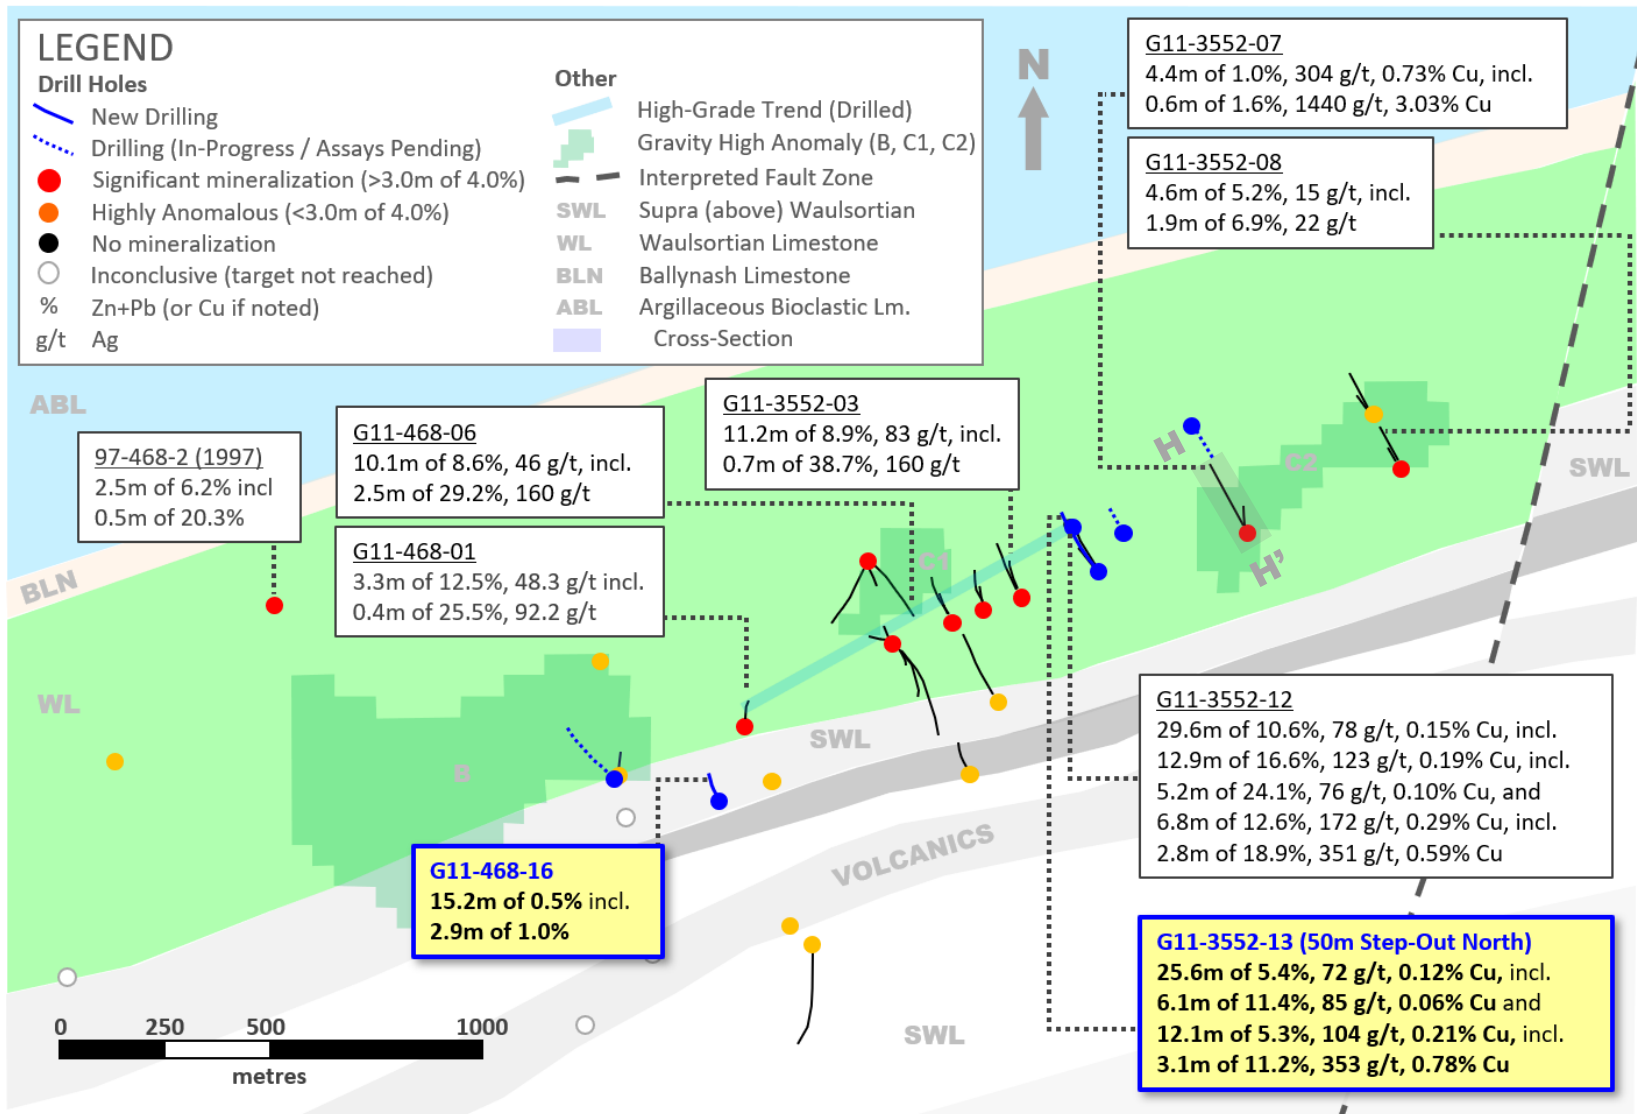 LEGEND
Drill Holes
New Drilling
Drilling (In-Progress / Assays Pending)
Significant mineralization (>3.0m of 4.0%)
Highly Anomalous (<3.0m of 4.0%)
No mineralization
Inconclusive (target not reached)
% Zn+Pb (or Cu if noted)
g/t Ag
Other
High-Grade Trend (Drilled)
Gravity High Anomaly (B, C1, C2)
Interpreted Fault Zone
SWL Supra (above) Waulsortian
WL Waulsortian Limestone
BLN Ballynash Limestone
ABL Argillaceous Bioclastic Lm.
Cross-Section
N
G11-3552-07
4.4m of 1.0%, 304 g/t, 0.73% Cu, incl.
0.6m of 1.6%, 1440 g/t, 3.03% Cu
G11-3552-08
4.6m of 5.2%, 15 g/t, incl.
1.9m of 6.9%, 22 g/t
ABL
97-468-2 (1997)
2.5m of 6.2% incl
0.5m of 20.3%
G11-468-06
10.1m of 8.6%, 46 g/t, incl.
2.5m of 29.2%, 160 g/t
G11-3552-03
11.2m of 8.9%, 83 g/t, incl.
0.7m of 38.7%, 160 g/t
G11-468-01
3.3m of 12.5%, 48.3 g/t incl.
0.4m of 25.5%, 92.2 g/t
H
C2
SWL
BLN
C1
H'
WL
SWL
B
G11-3552-12
29.6m of 10.6%, 78 g/t, 0.15% Cu, incl.
12.9m of 16.6%, 123 g/t, 0.19% Cu, incl.
5.2m of 24.1%, 76 g/t, 0.10% Cu, and
6.8m of 12.6%, 172 g/t, 0.29% Cu, incl.
2.8m of 18.9%, 351 g/t, 0.59% Cu
VOLCANICS
G11-468-16
15.2m of 0.5% incl.
2.9m of 1.0%
G11-3552-13 (50m Step-Out North)
25.6m of 5.4%, 72 g/t, 0.12% Cu, incl.
6.1m of 11.4%, 85 g/t, 0.06% Cu and
12.1m of 5.3%, 104 g/t, 0.21% Cu, incl.
3.1m of 11.2%, 353 g/t, 0.78% Cu
SWL
0 250 500 1000
metres